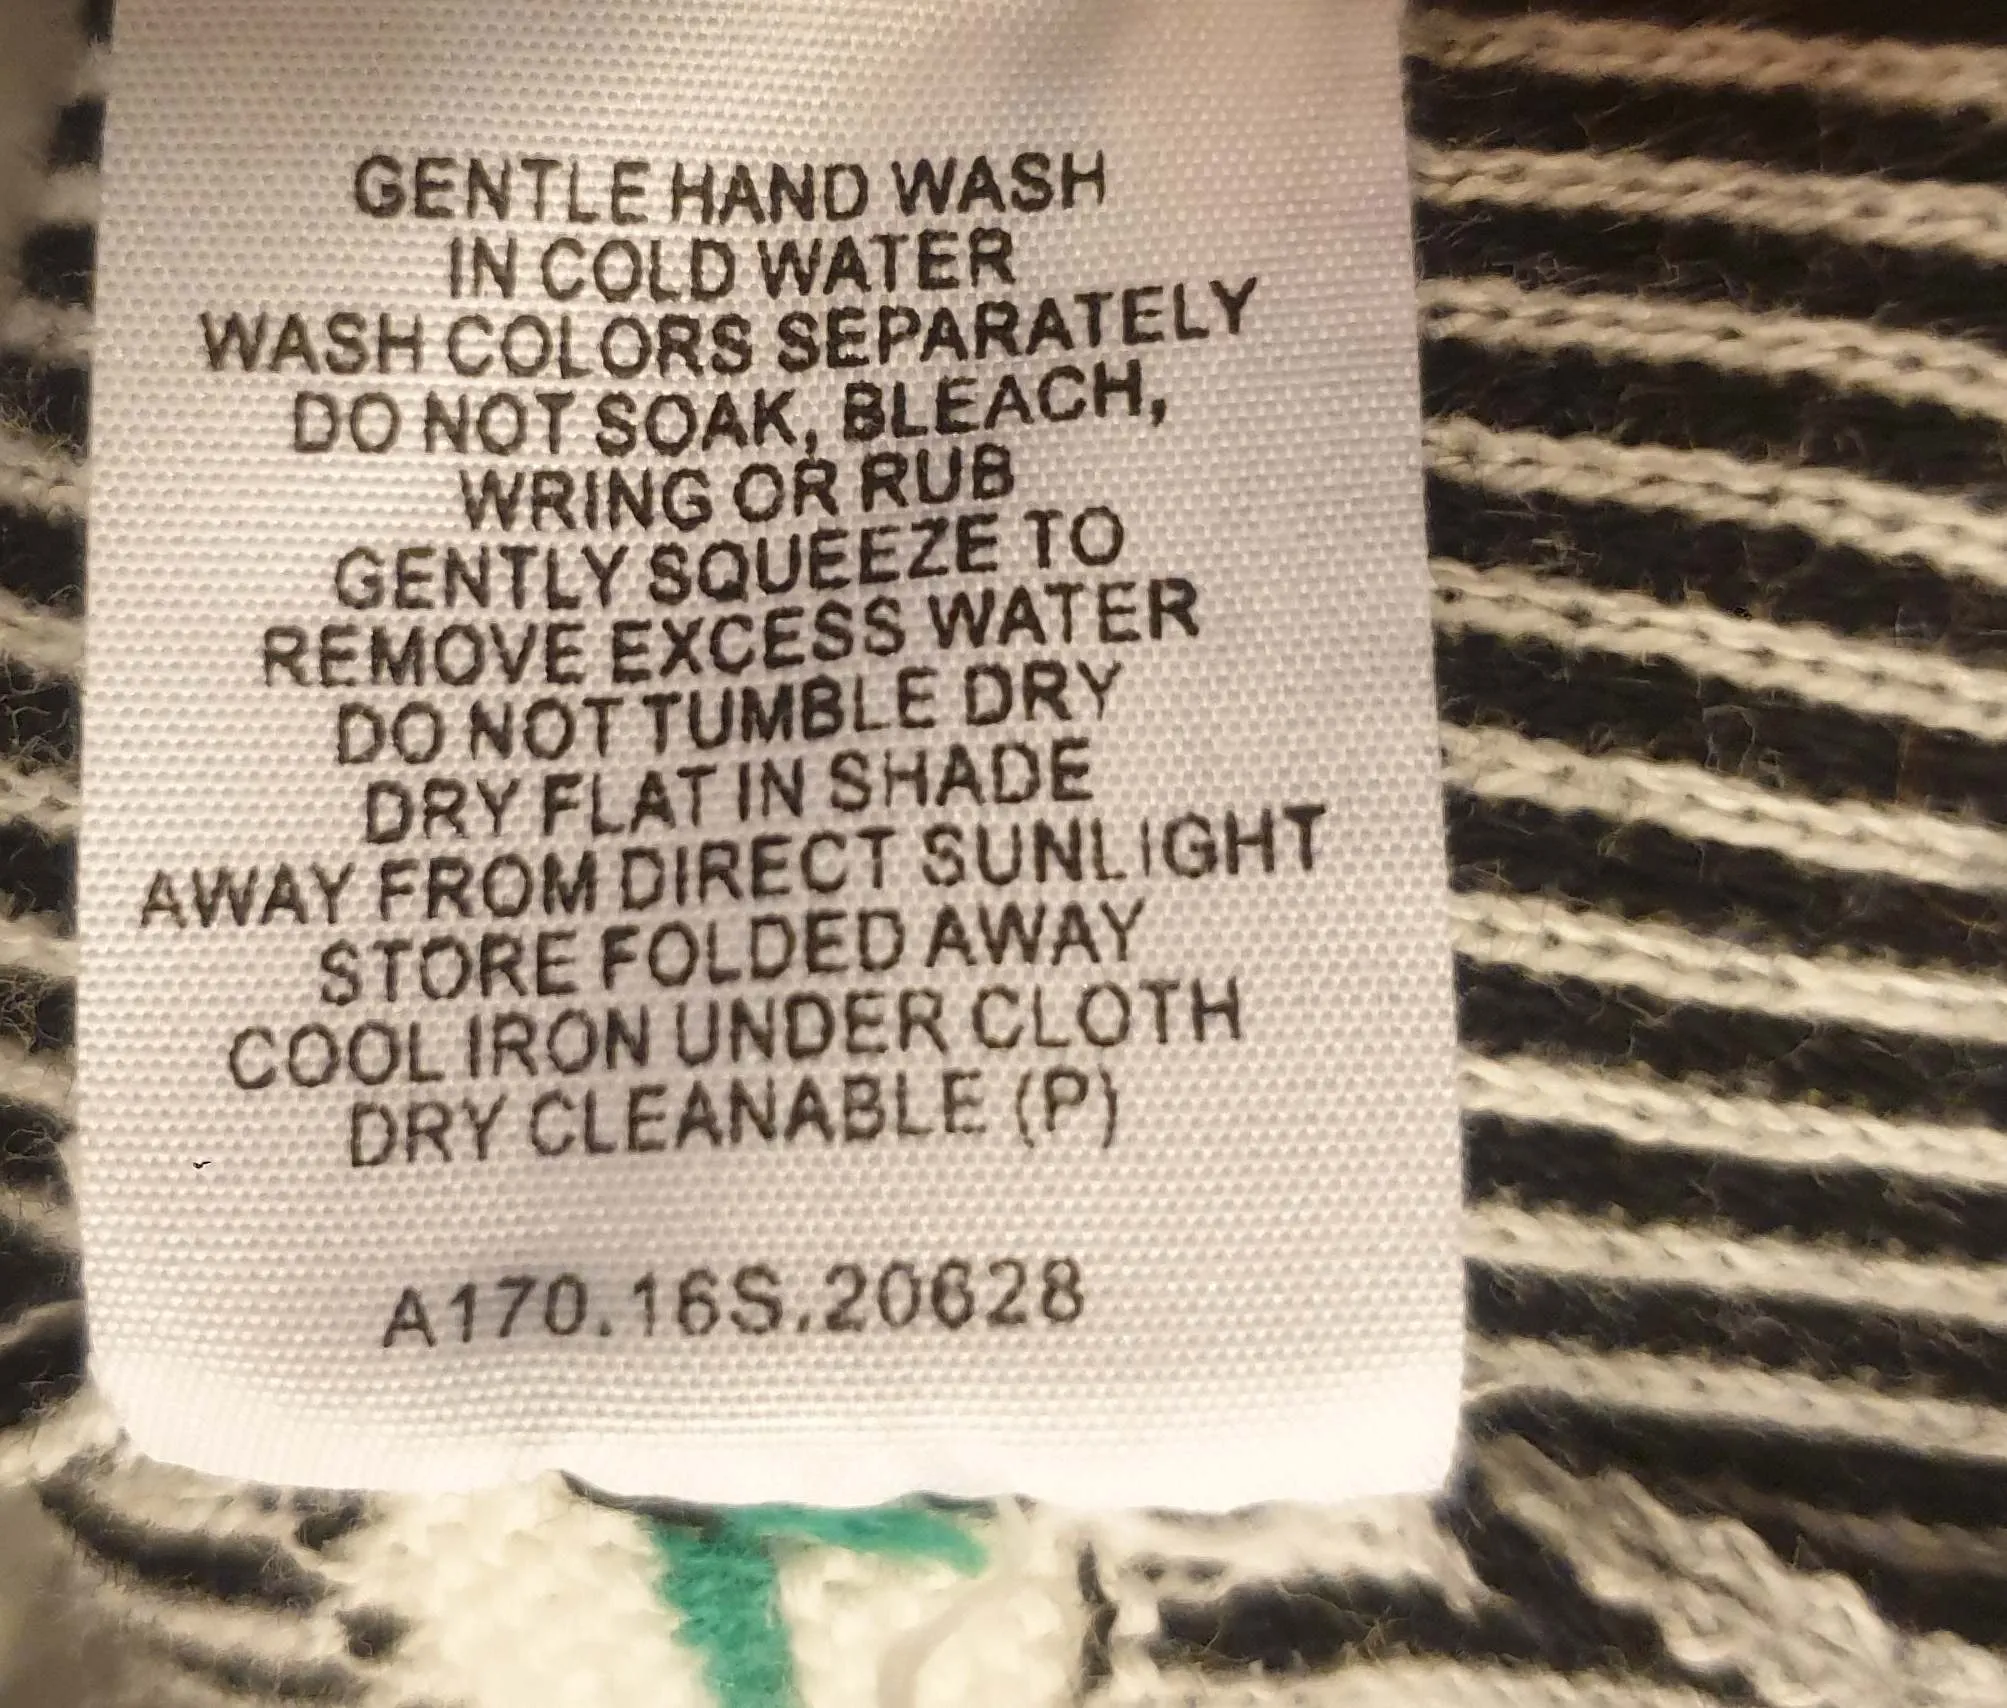 GENTLE HAND WASH
IN COLD WATER
WASH COLORS SEPARATELY
DO NOT SOAK, BLEACH,
WRING OR RUB
GENTLY SQUEEZE TO
REMOVE EXCESS WATER
DO NOT TUMBLE DRY
DRY FLAT IN SHADE
AWAY FROM DIRECT SUNLIGHT
STORE FOLDED AWAY
COOL IRON UNDER CLOTH
DRY CLEANABLE (P)
A170.16S.20628